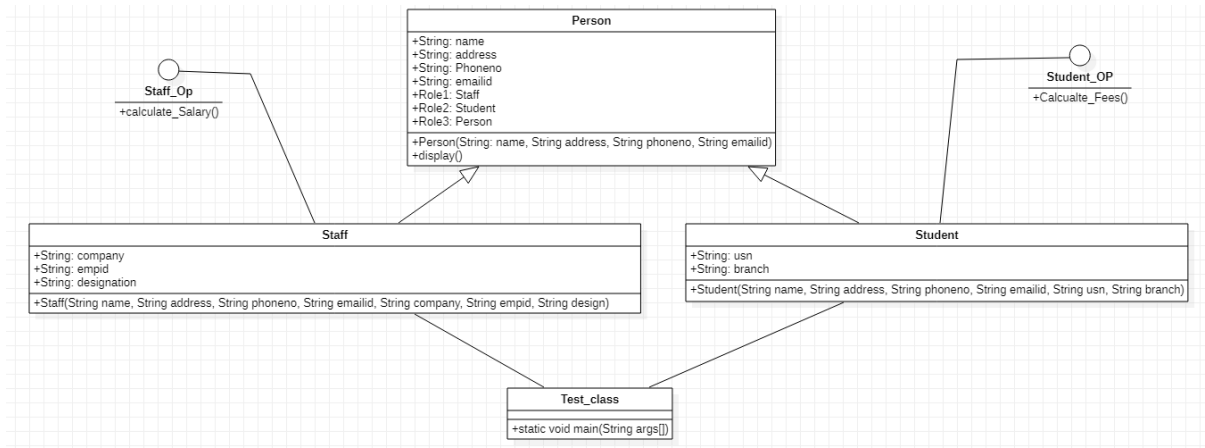 Person
+String: name
+String: address
+String: Phoneno
+String: emailid
+Role1: Staff
+Role2: Student
+Role3: Person
+Person(String: name, String address, String phoneno, String emailid)
+display()
Staff_Op
+calculate_Salary()
Student_OP
+Calcualte_Fees()
Staff
+String: company
+String: empid
+String: designation
+Staff(String name, String address, String phoneno, String emailid, String company, String empid, String design)
Student
+String: usn
+String: branch
+Student(String name, String address, String phoneno, String emailid, String usn, String branch)
Test_class
+static void main(String args[])